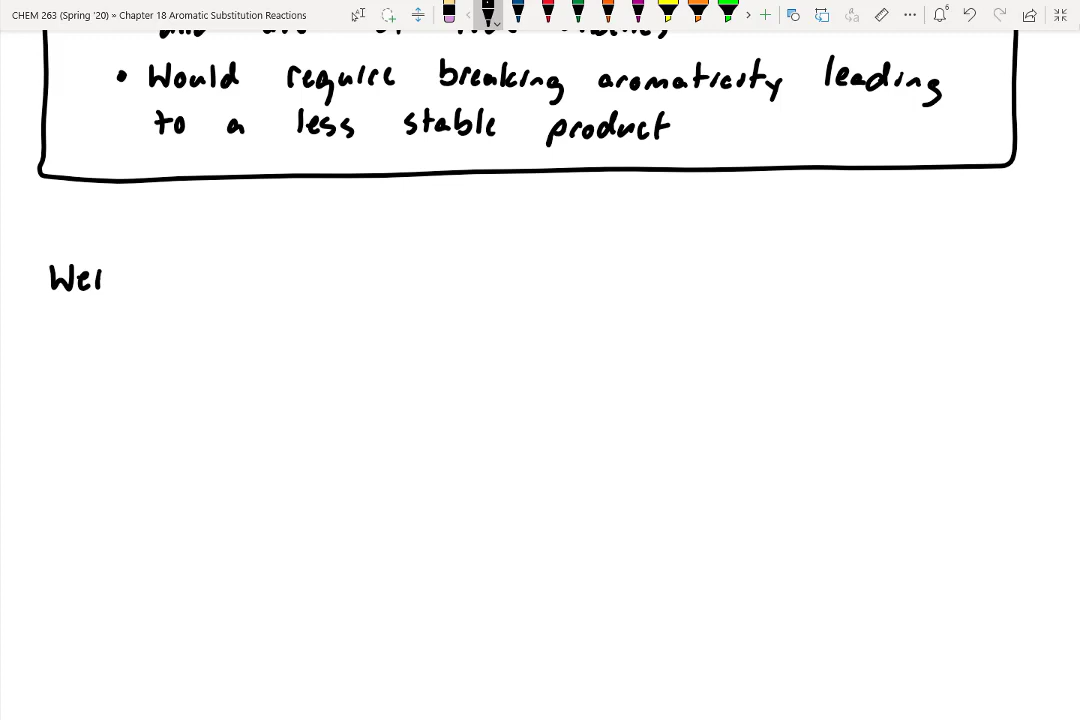 CHEM 263 (Spring '20) » Chapter 18 Aromatic Substitution Reactions
6
• Would require breaking aromaticity leading
to a less stable product
Wel